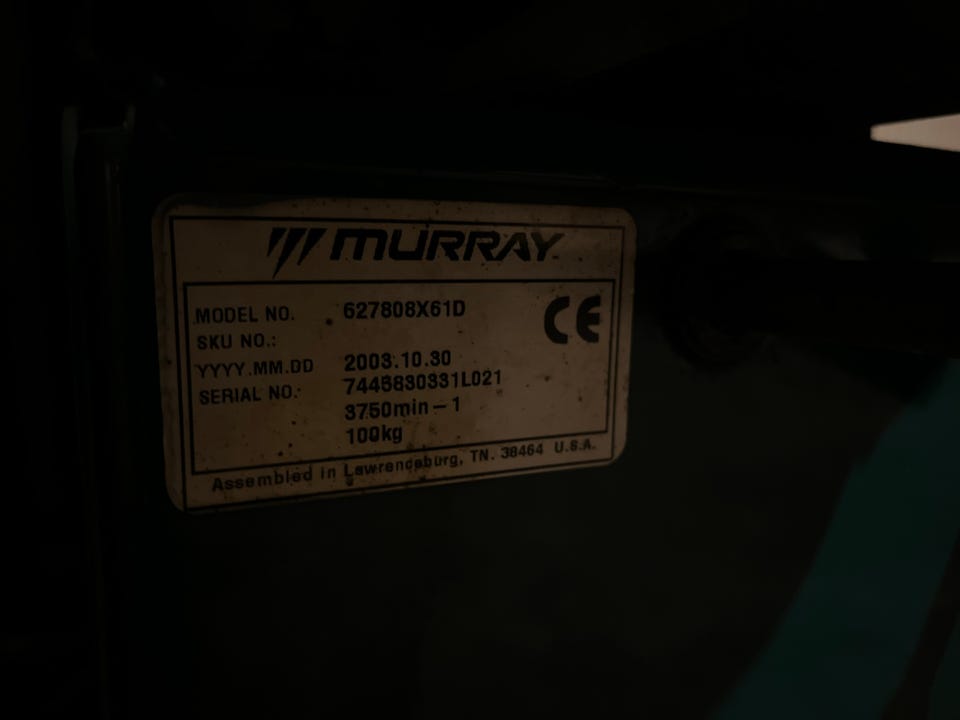 MURRAY
MODEL NO. 627808X61D
CE
SKU NO.:
YYYY.MM.DD 2003.10.30
SERIAL NO.: 7445830331L021
3750min-1
100kg
Assembled in Lawrenceburg, TN. 38464 U.S.A.